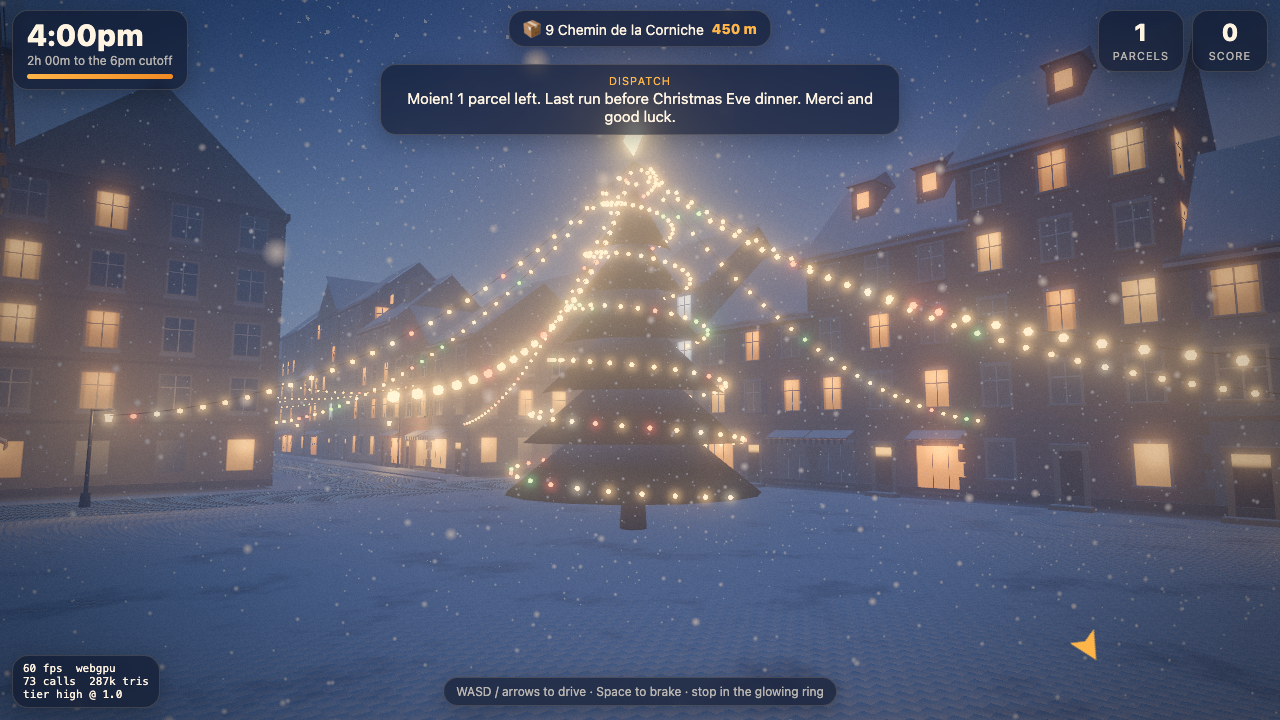 4:00pm
2h 00m to the 6pm cutoff
9 Chemin de la Corniche 450 m
1
PARCELS
0
SCORE
DISPATCH
Moien! 1 parcel left. Last run before Christmas Eve dinner. Merci and
good luck.
60 fps webgpu
73 calls 287k tris
tier high @ 1.0
WASD / arrows to drive · Space to brake · stop in the glowing ring